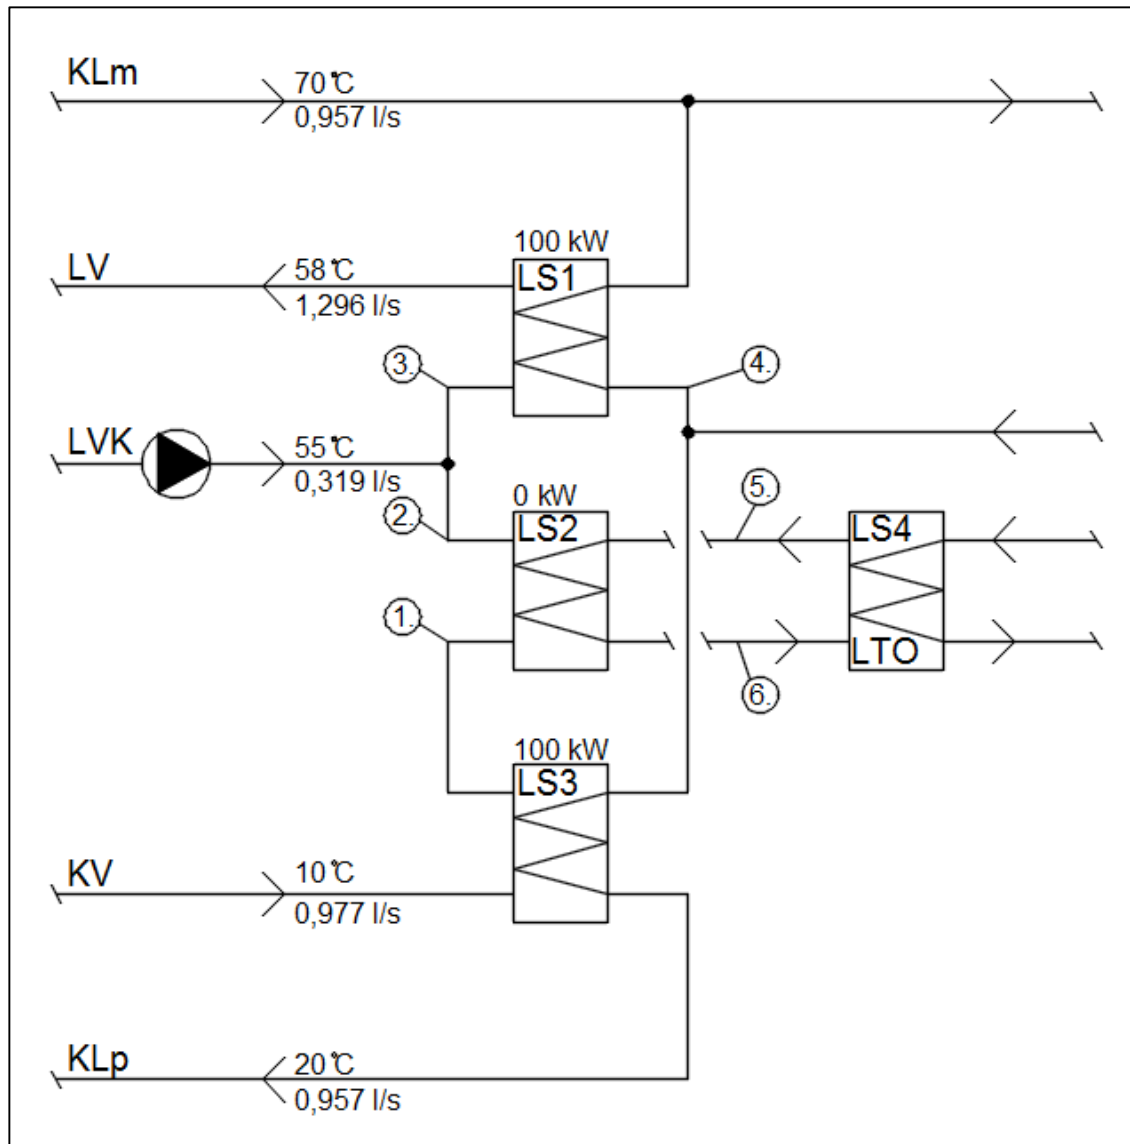 KLm
70℃
0,957 l/s
100 kW
LS1
LV
58℃
1,296 l/s
3.
4.
LVK
55℃
0,319 l/s
0 kW
LS2
2.
5.
LS4
1.
LTO
6.
100 kW
LS3
KV
10℃
0,977 l/s
KLp
20℃
0,957 l/s